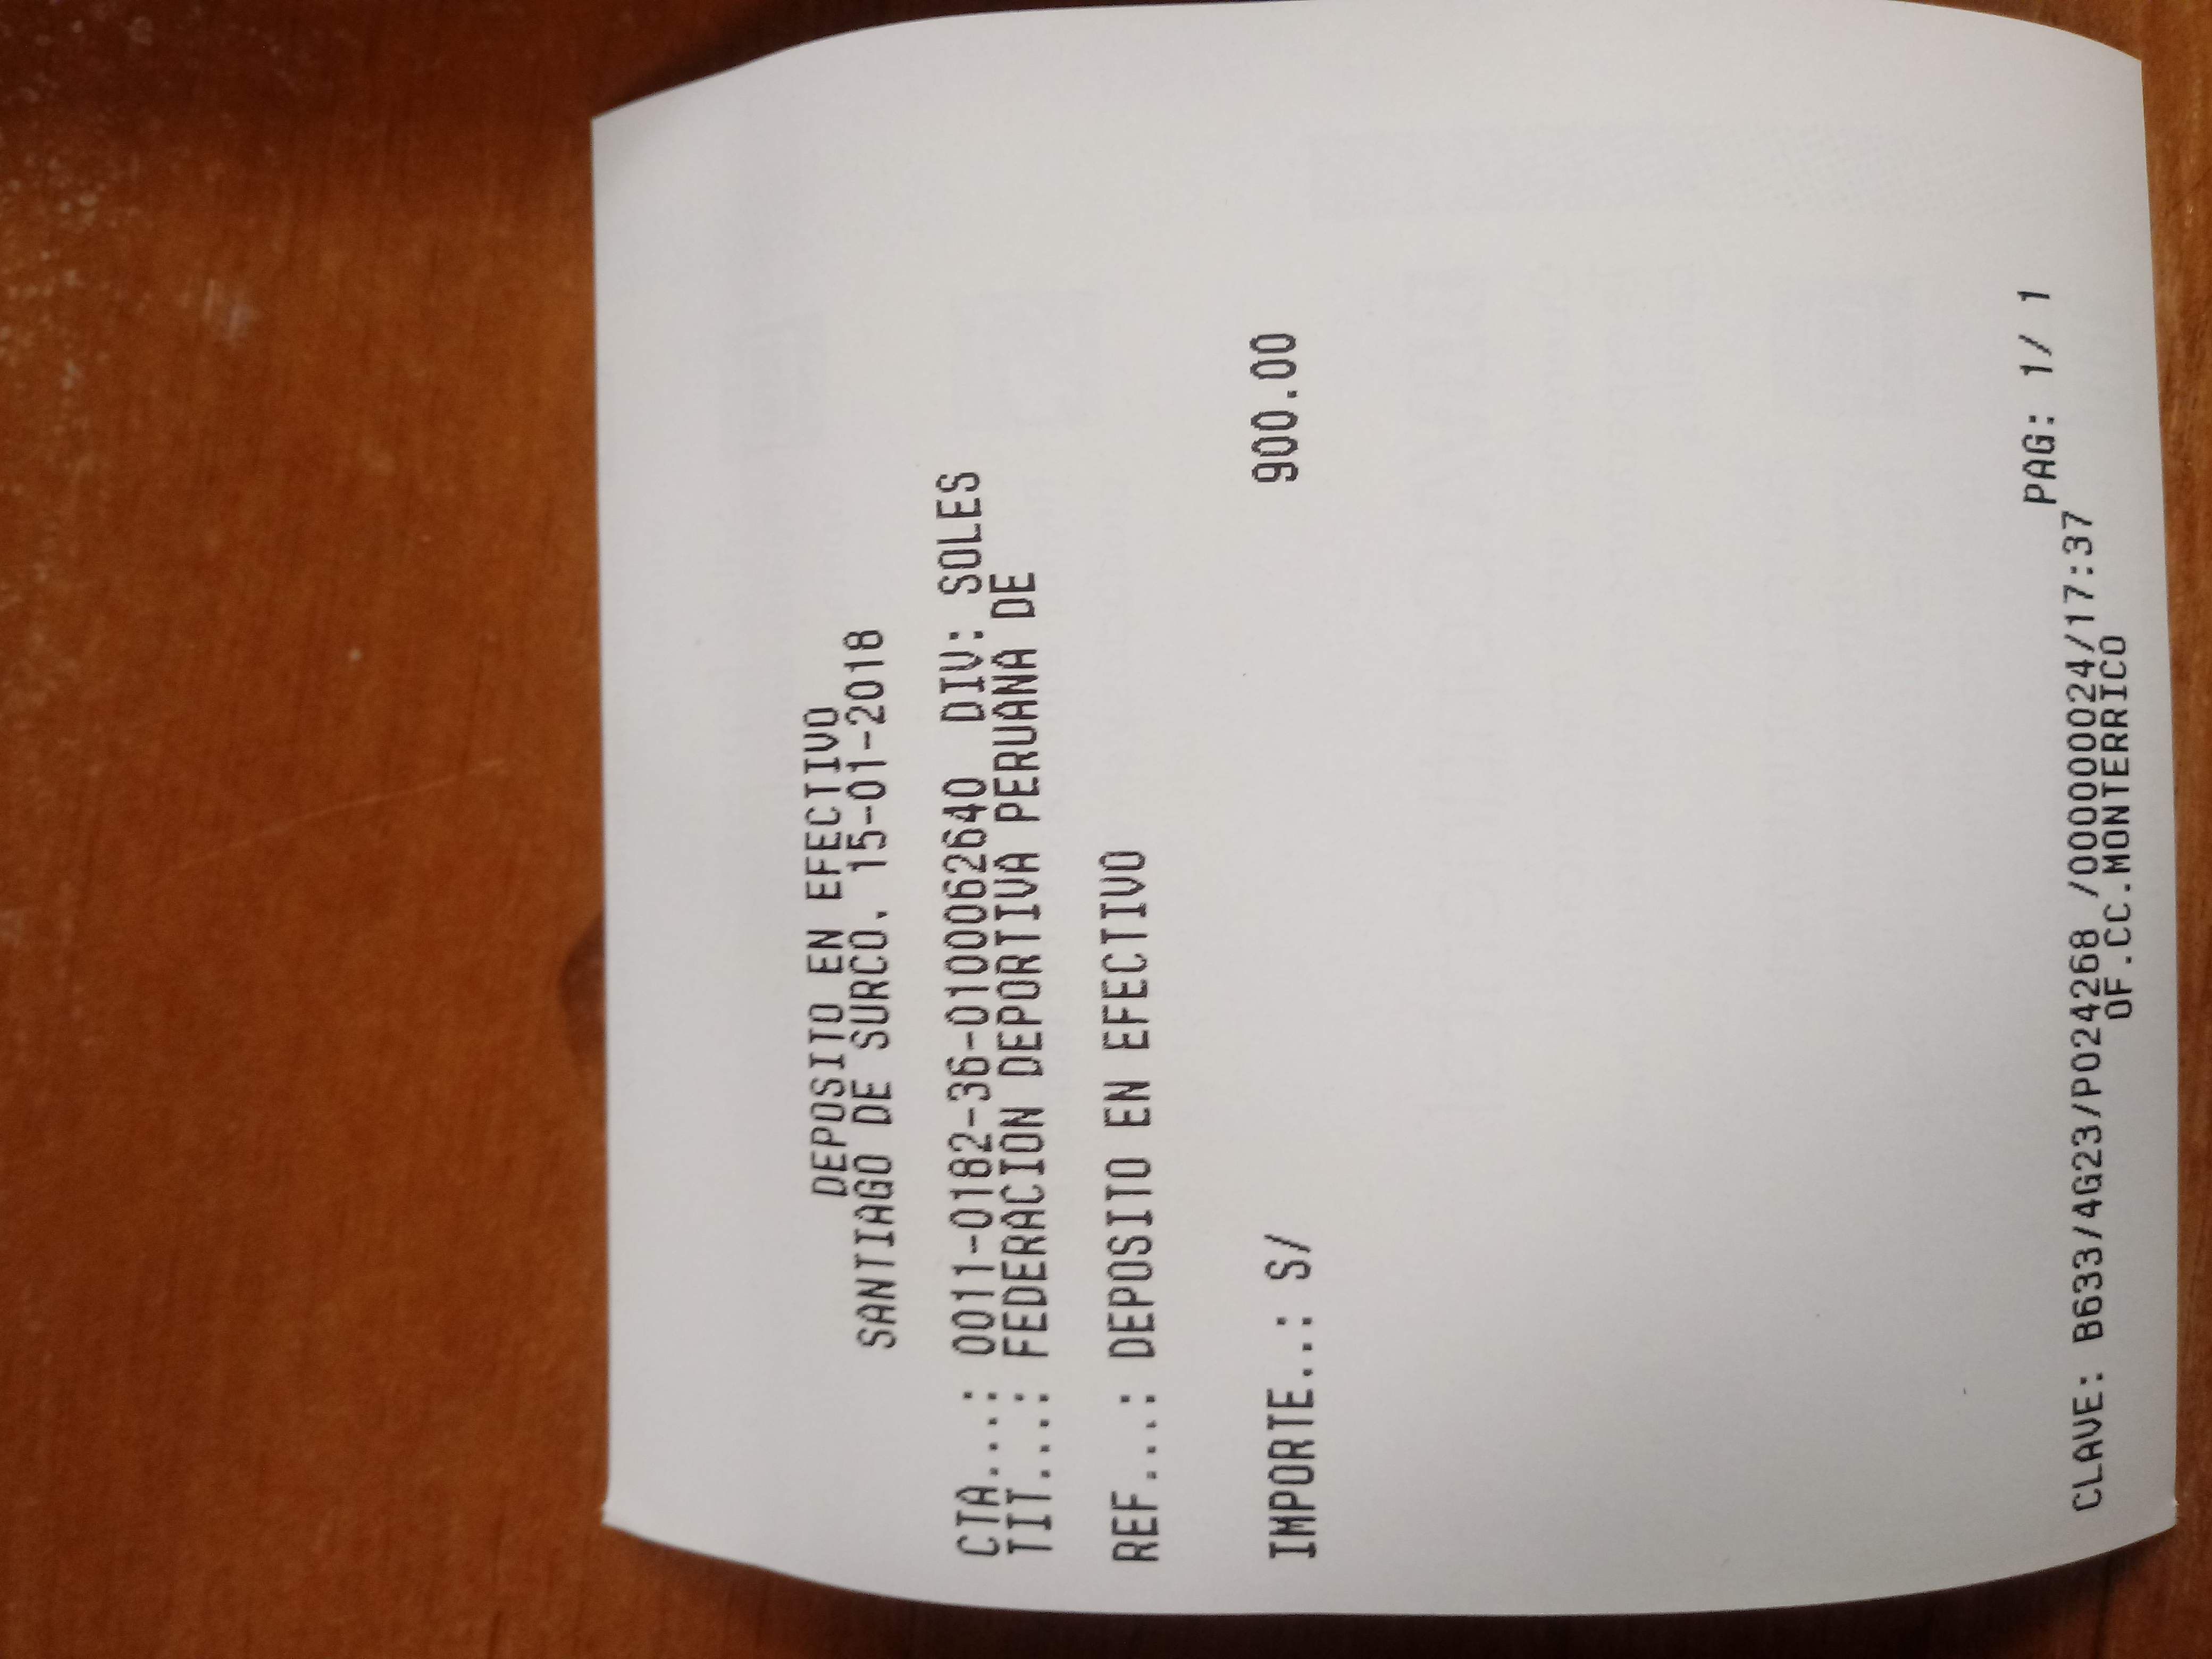 DEPOSITO EN EFECTIVO
SANTIAGO DE SURCO. 15-01-2018
CTA...: 0011-0182-36-0100062640 DIV: SOLES
TIT...: FEDERACION DEPORTIVA PERUANA DE
REF...: DEPOSITO EN EFECTIVO
IMPORTE..: S/ 900.00
PAG: 1/ 1
CLAVE: B633/4G23/P024268 /000000024/17:37
OF.CC.MONTERRICO